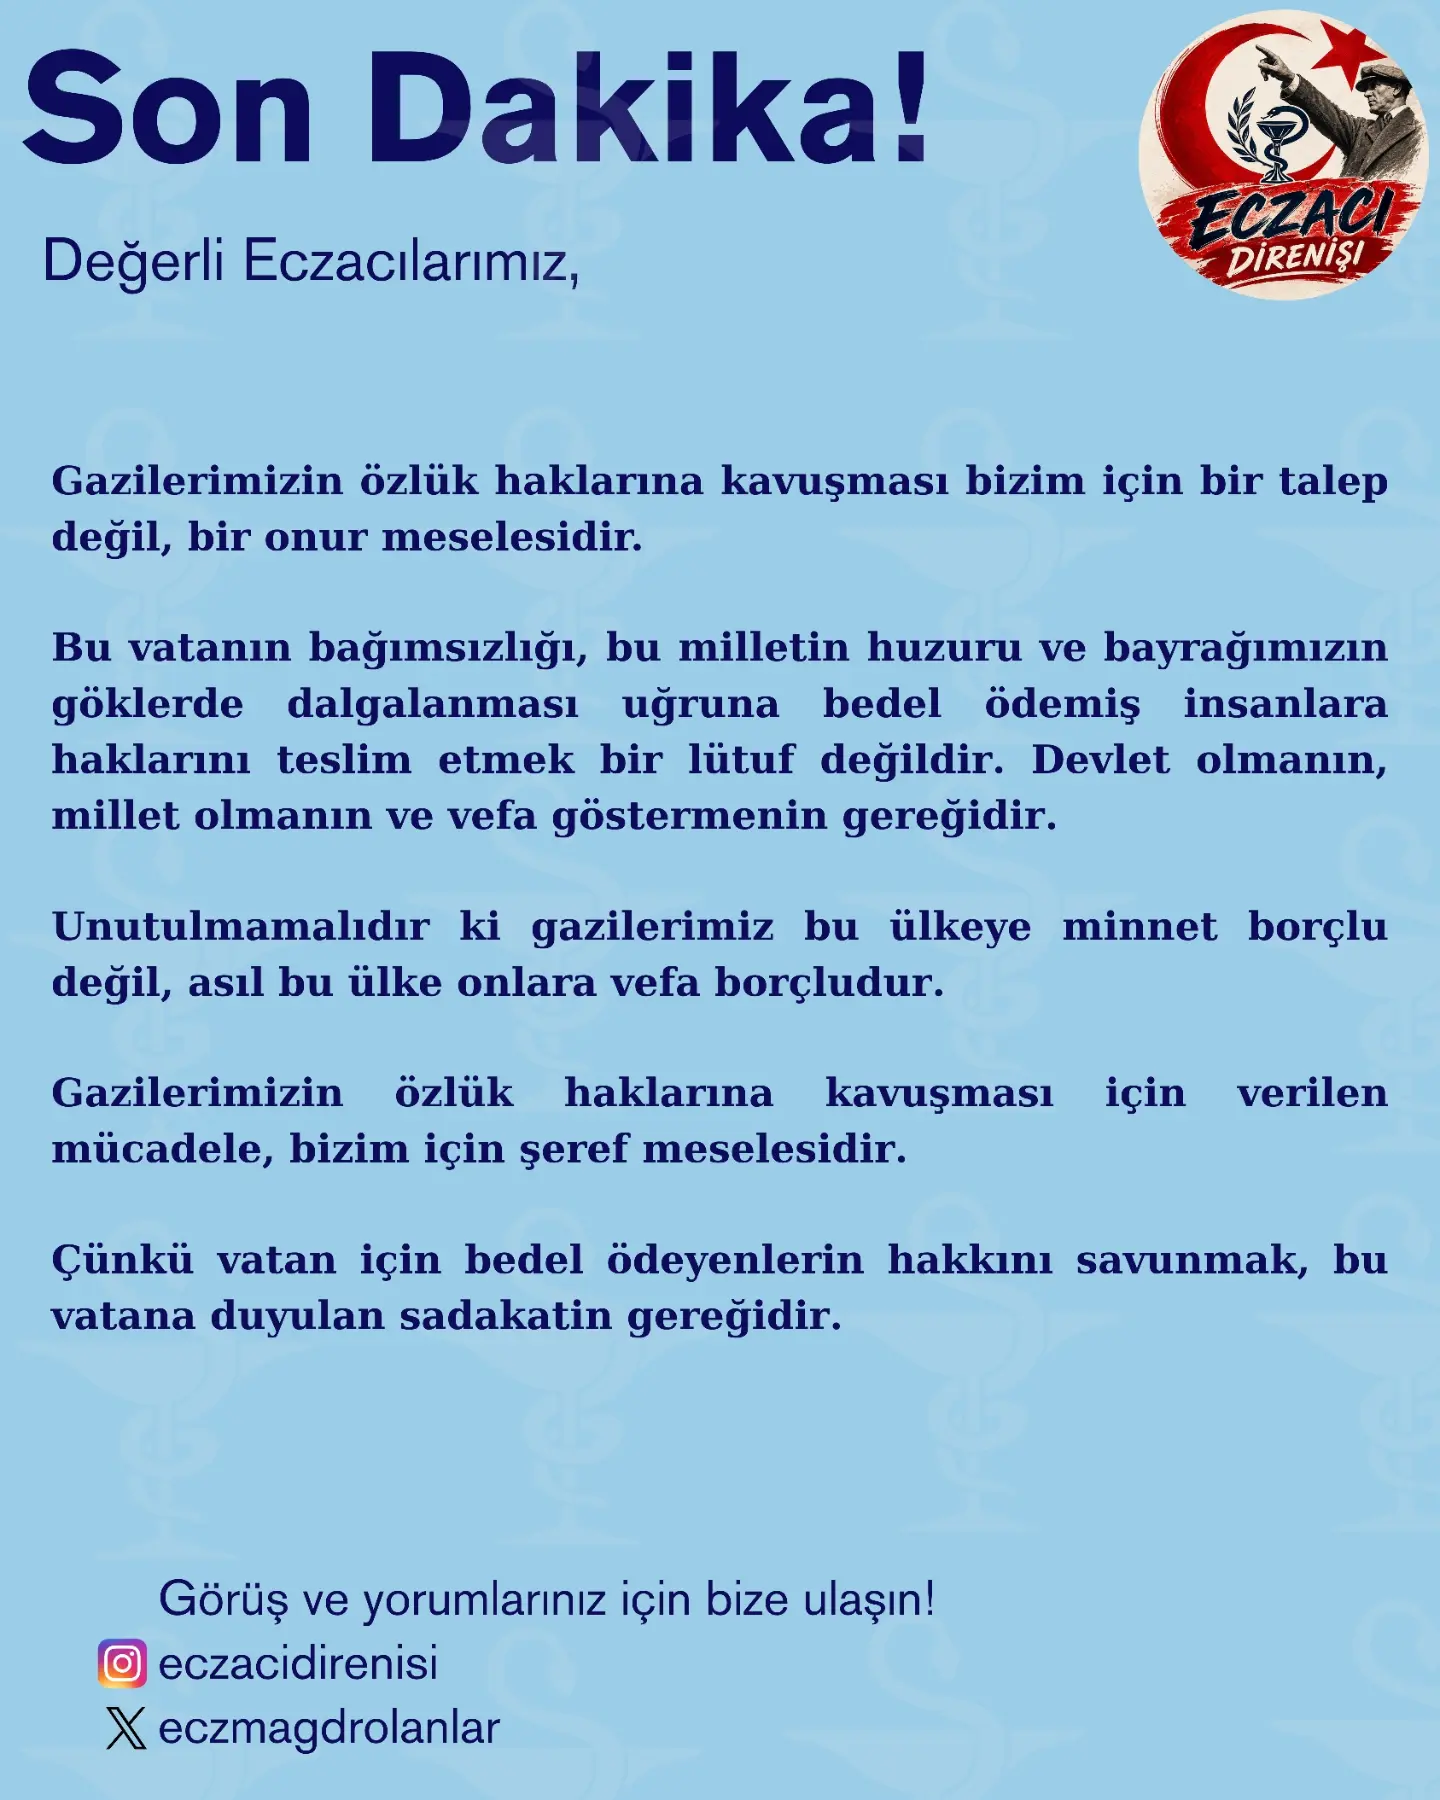 Son Dakika!
ECZACI
DİRENİŞİ
Değerli Eczacılarımız,
Gazilerimizin özlük haklarına kavuşması bizim için bir talep
değil, bir onur meselesidir.
Bu vatanın bağımsızlığı, bu milletin huzuru ve bayrağımızın
göklerde dalgalanması uğruna bedel ödemiş insanlara
haklarını teslim etmek bir lütuf değildir. Devlet olmanın,
millet olmanın ve vefa göstermenin gereğidir.
Unutulmamalıdır ki gazilerimiz bu ülkeye minnet borçlu
değil, asıl bu ülke onlara vefa borçludur.
Gazilerimizin özlük haklarına kavuşması için verilen
mücadele, bizim için şeref meselesidir.
Çünkü vatan için bedel ödeyenlerin hakkını savunmak, bu
vatana duyulan sadakatin gereğidir.
Görüş ve yorumlarınız için bize ulaşın!
eczacidirenisi
eczmagdrolanlar